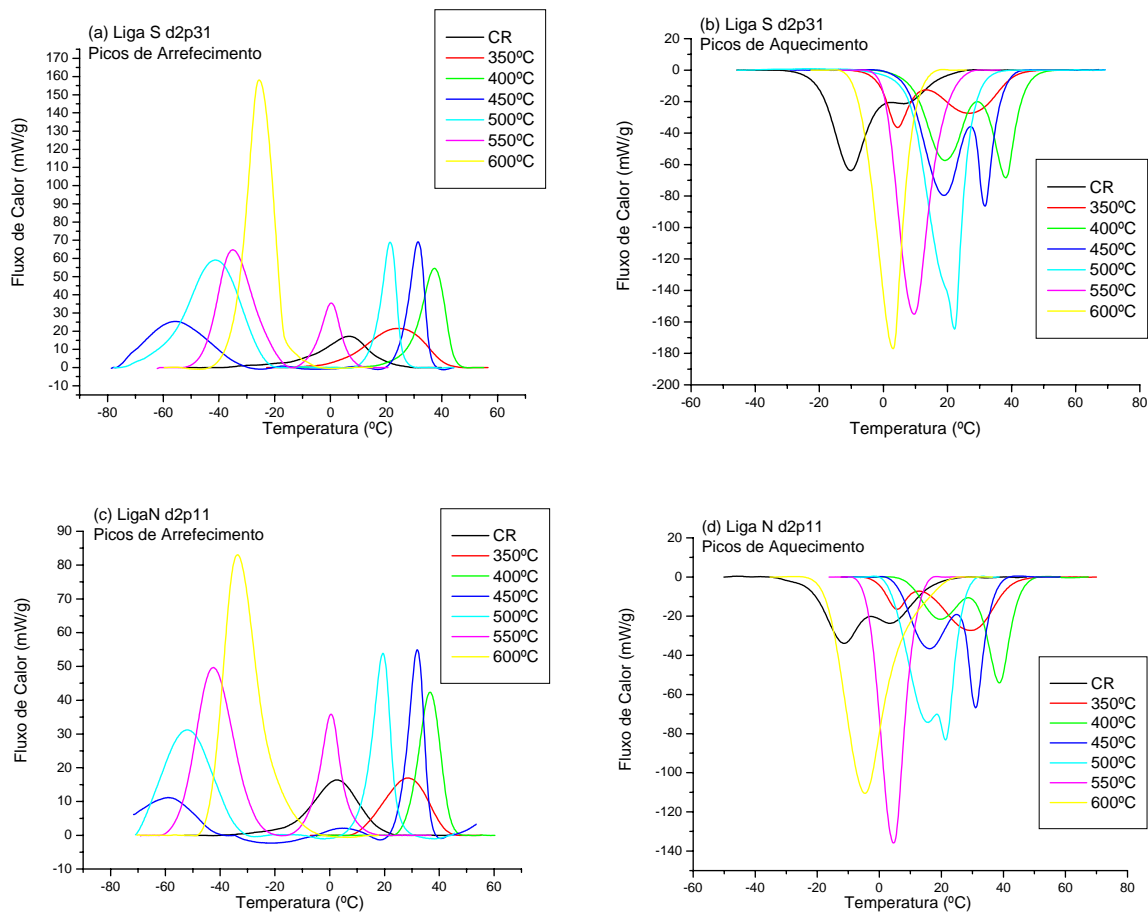 (a) Liga S d2p31
Picos de Arrefecimento
CR
350ºC
400ºC
450ºC
500ºC
550ºC
600ºC
170
160
150
140
130
120
110
100
90
80
70
60
50
40
30
20
10
0
-10
Fluxo de Calor (mW/g)
-80 -60 -40 -20 0 20 40 60
Temperatura (ºC)
(b) Liga S d2p31
Picos de Aquecimento
20
0
-20
-40
-60
-80
-100
-120
-140
-160
-180
-200
Fluxo de Calor (mW/g)
CR
350ºC
400ºC
450ºC
500ºC
550ºC
600ºC
-60 -40 -20 0 20 40 60 80
Temperatura (ºC)
(c) LigaN d2p11
Picos de Arrefecimento
CR
350ºC
400ºC
450ºC
500ºC
550ºC
600ºC
90
80
70
60
50
40
30
20
10
0
-10
Fluxo de Calor (mW/g)
-80 -60 -40 -20 0 20 40 60
Temperatura (ºC)
(d) Liga N d2p11
Picos de Aquecimento
20
0
-20
-40
-60
-80
-100
-120
-140
Fluxo de Calor (mW/g)
CR
350ºC
400ºC
450ºC
500ºC
550ºC
600ºC
-60 -40 -20 0 20 40 60 80
Temperatura (ºC)